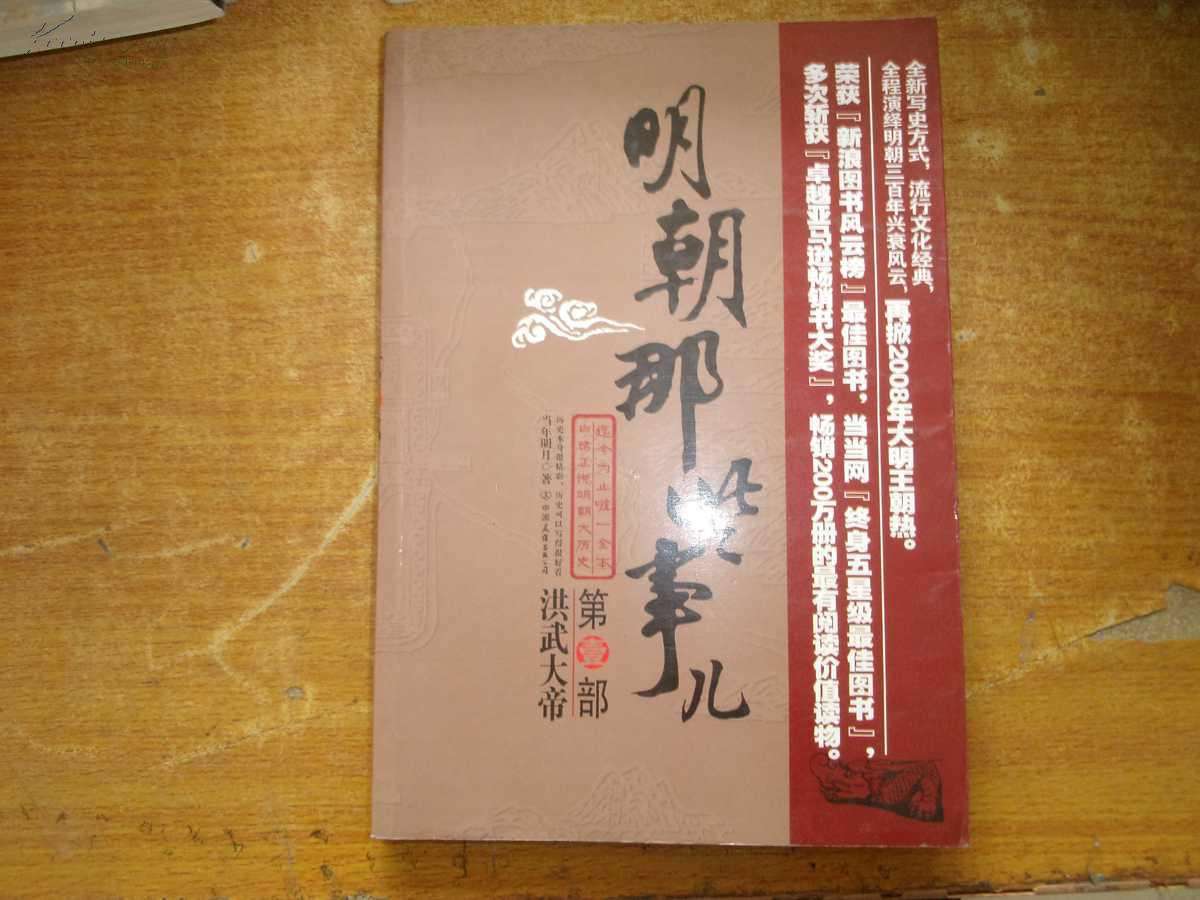 全新写史方式，流行文化经典，
全程演绎明朝三百年兴衰风云，再掀2008年大明王朝热。
荣获『新浪图书风云榜』最佳图书，当当网『终身五星级最佳图书』，
多次斩获『卓越亚马逊畅销书大奖』，畅销200万册的最有阅读价值读物。
明朝那些事儿
迄今为止唯一全本
白话正说明朝大历史
第壹部
洪武大帝
历史本身很精彩，历史可以写得很好看
当年明月◎著
中国友谊出版公司